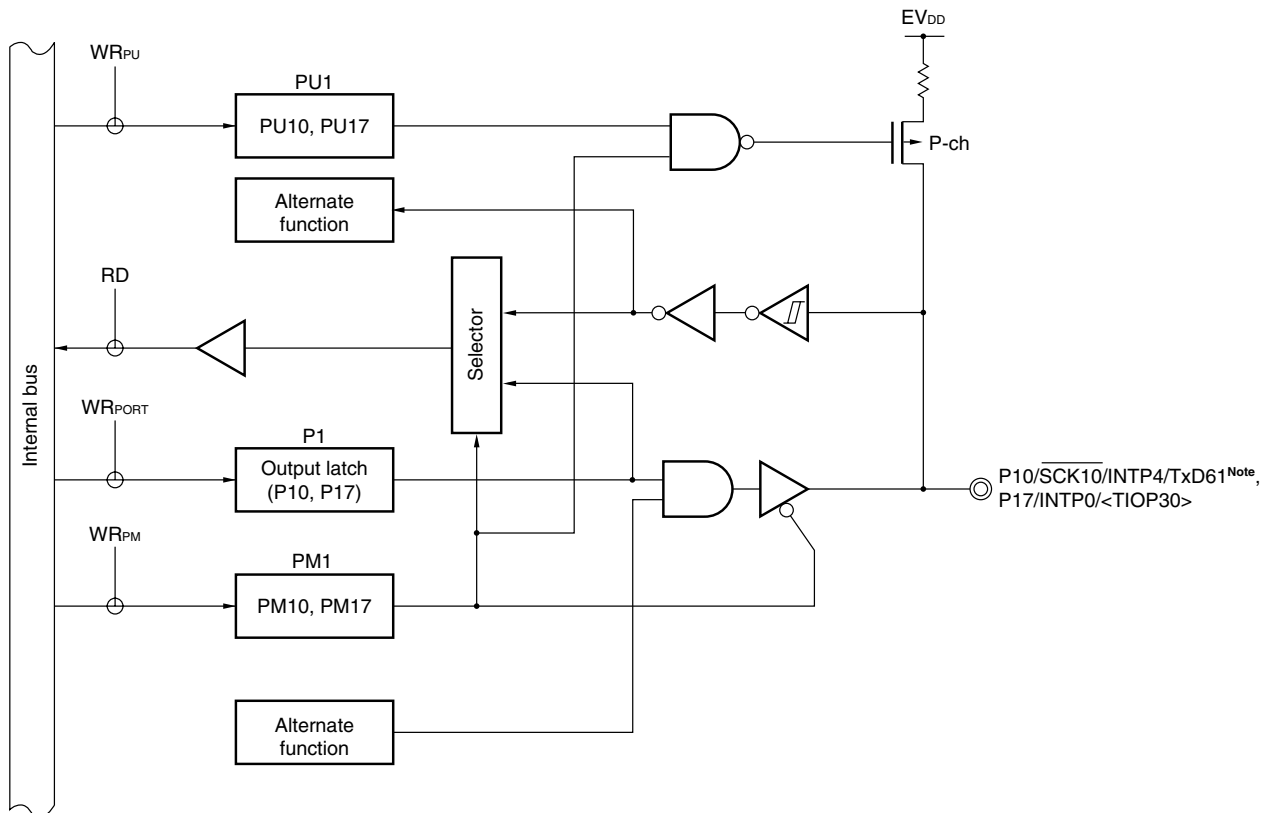 EVDD
WRPU
PU1
PU10, PU17
P-ch
Alternate
function
RD
Selector
Internal bus
WRPORT
P1
Output latch
(P10, P17)
P10/SCK10/INTP4/TxD61Note,
P17/INTP0/<TIOP30>
WRPM
PM1
PM10, PM17
Alternate
function